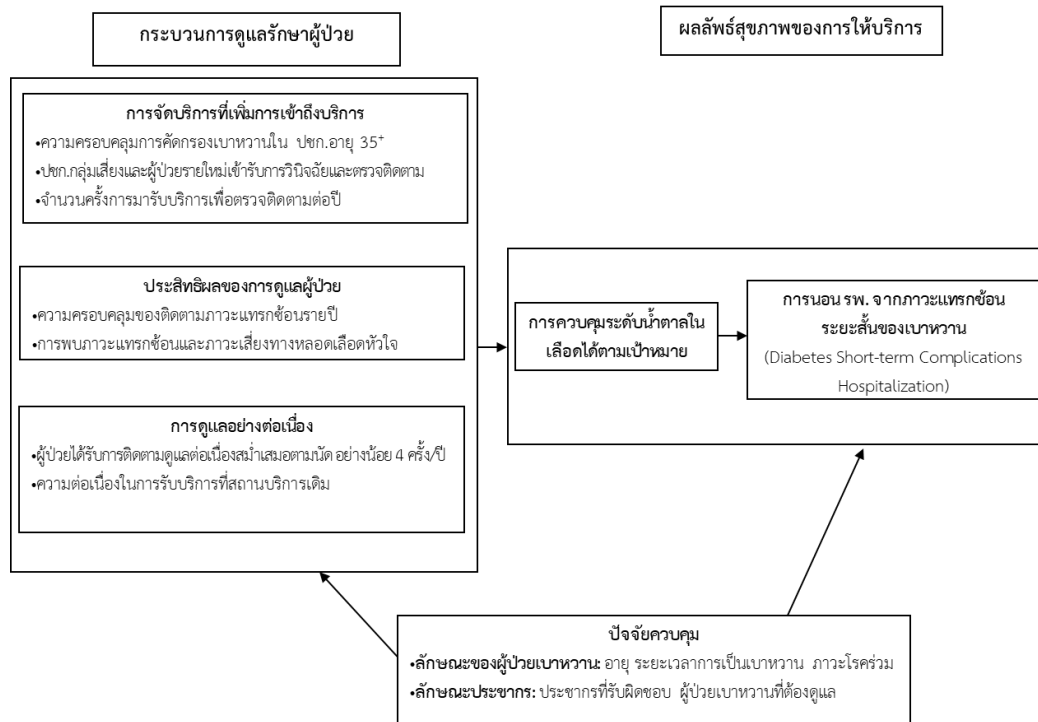 กระบวนการดูแลรักษาผู้ป่วย
ผลลัพธ์สุขภาพของการให้บริการ
การจัดบริการที่เพิ่มการเข้าถึงบริการ
•ความครอบคลุมการคัดกรองเบาหวานใน ปชก.อายุ 35+
•ปชก.กลุ่มเสี่ยงและผู้ป่วยรายใหม่เข้ารับการวินิจฉัยและตรวจติดตาม
•จำนวนครั้งการมารับบริการเพื่อตรวจติดตามต่อปี
ประสิทธิผลของการดูแลผู้ป่วย
•ความครอบคลุมของติดตามภาวะแทรกซ้อนรายปี
•การพบภาวะแทรกซ้อนและภาวะเสี่ยงทางหลอดเลือดหัวใจ
การดูแลอย่างต่อเนื่อง
•ผู้ป่วยได้รับการติดตามดูแลต่อเนื่องสม่ำเสมอตามนัด อย่างน้อย 4 ครั้ง/ปี
•ความต่อเนื่องในการรับบริการที่สถานบริการเดิม
การควบคุมระดับน้ำตาลใน
เลือดได้ตามเป้าหมาย
การนอน รพ. จากภาวะแทรกซ้อน
ระยะสั้นของเบาหวาน
(Diabetes Short-term Complications
Hospitalization)
ปัจจัยควบคุม
•ลักษณะของผู้ป่วยเบาหวาน: อายุ ระยะเวลาการเป็นเบาหวาน ภาวะโรคร่วม
•ลักษณะประชากร: ประชากรที่รับผิดชอบ ผู้ป่วยเบาหวานที่ต้องดูแล